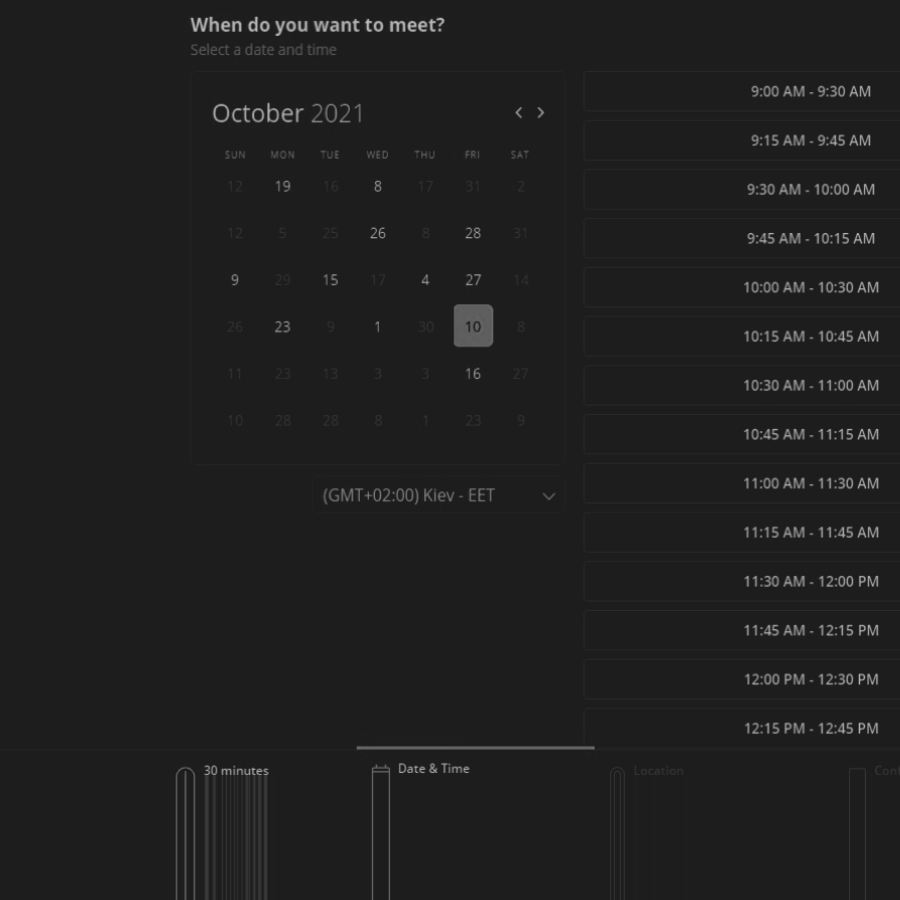 When do you want to meet?
Select a date and time
October 2021
SUN MON TUE WED THU FRI SAT
12 19 16 8 17 31 2
12 5 25 26 8 28 31
9 29 15 17 4 27 14
26 23 9 1 30 10 8
11 23 13 3 3 16 27
10 28 28 8 1 23 9
(GMT+02:00) Kiev - EET
9:00 AM - 9:30 AM
9:15 AM - 9:45 AM
9:30 AM - 10:00 AM
9:45 AM - 10:15 AM
10:00 AM - 10:30 AM
10:15 AM - 10:45 AM
10:30 AM - 11:00 AM
10:45 AM - 11:15 AM
11:00 AM - 11:30 AM
11:15 AM - 11:45 AM
11:30 AM - 12:00 PM
11:45 AM - 12:15 PM
12:00 PM - 12:30 PM
12:15 PM - 12:45 PM
30 minutes
Date & Time
Location